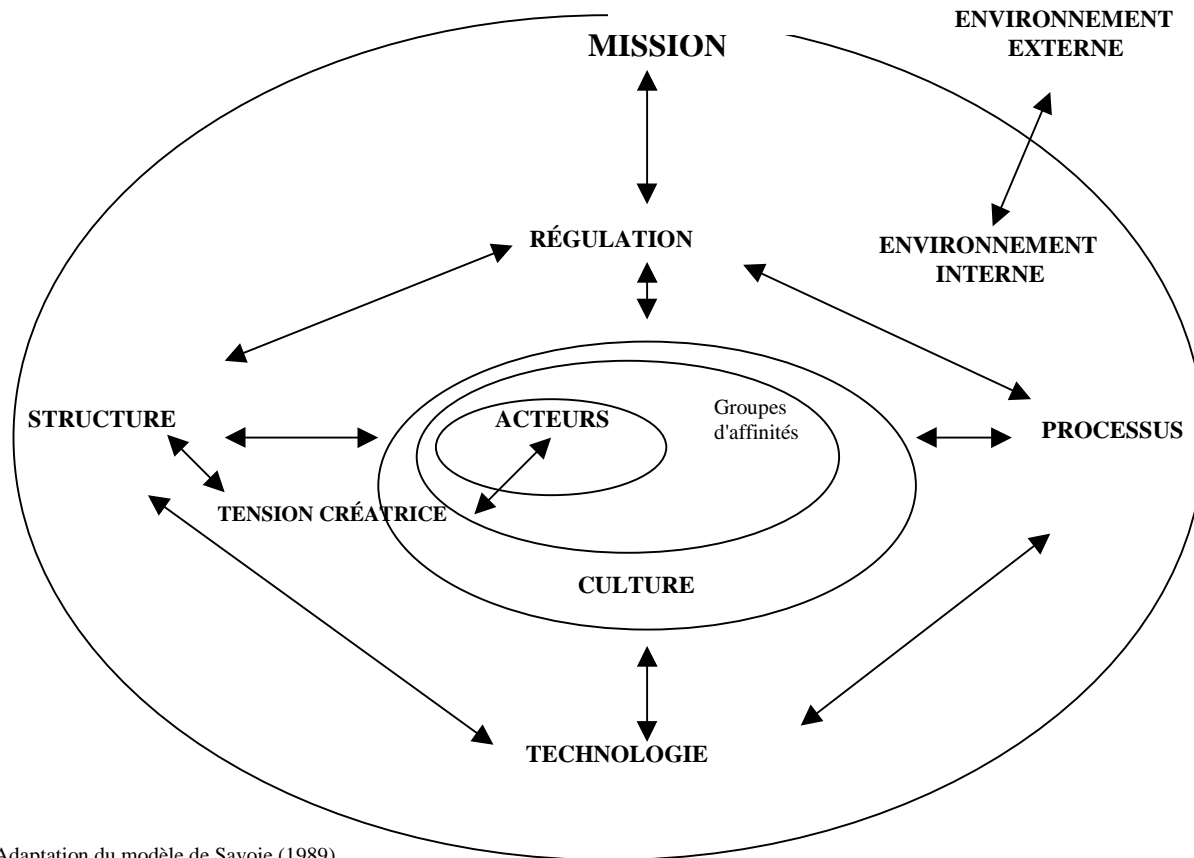 ENVIRONNEMENT
EXTERNE
MISSION
RÉGULATION
ENVIRONNEMENT
INTERNE
STRUCTURE
ACTEURS
Groupes
d'affinités
PROCESSUS
TENSION CRÉATRICE
CULTURE
TECHNOLOGIE
Adaptation du modèle de Savoie (1989)